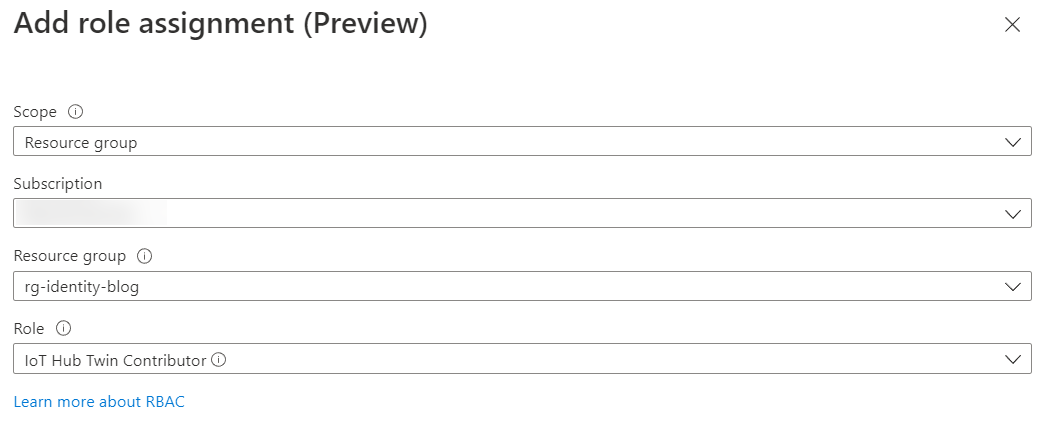 Add role assignment (Preview)
Scope
Resource group
Subscription
Resource group
rg-identity-blog
Role
IoT Hub Twin Contributor
Learn more about RBAC